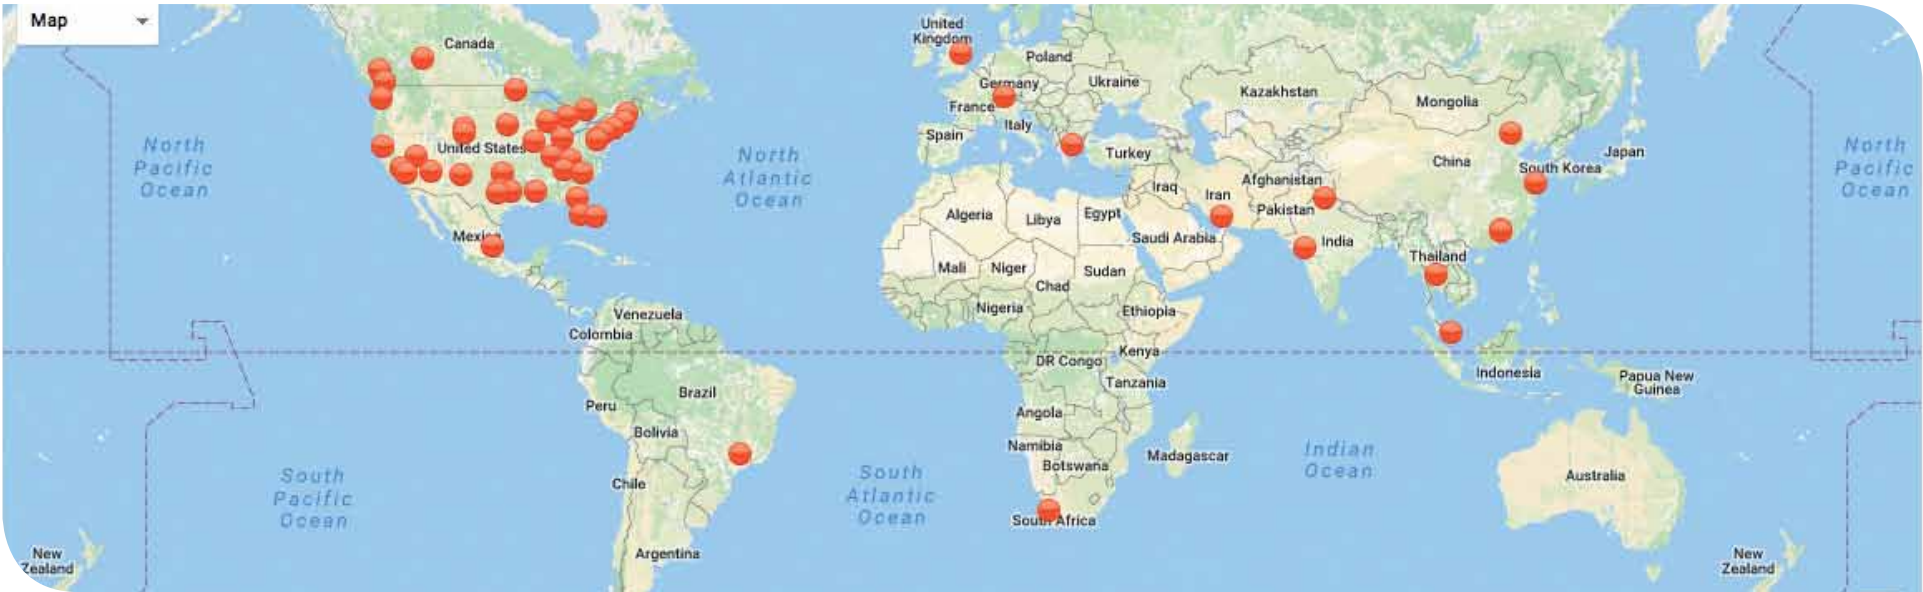 Map
Canada
United
Kingdom
Poland
Germany
Ukraine
France
Kazakhstan
Mongolia
Italy
Spain
United States
North
Pacific
Ocean
North
Atlantic
Ocean
Turkey
China
South Korea
Japan
North
Pacific
Ocean
Afghanistan
Iraq
Iran
Pakistan
Algeria
Libya
Egypt
Saudi Arabia
India
Mexico
Thailand
Mali
Niger
Sudan
Chad
Nigeria
Ethiopia
Venezuela
Colombia
DR Congo
Kenya
Indonesia
Papua New
Guinea
Tanzania
Brazil
Peru
Angola
Bolivia
Namibia
Botswana
Madagascar
Indian
Ocean
Australia
South
Pacific
Ocean
Chile
South
Atlantic
Ocean
South Africa
Argentina
New
Zealand
New
Zealand